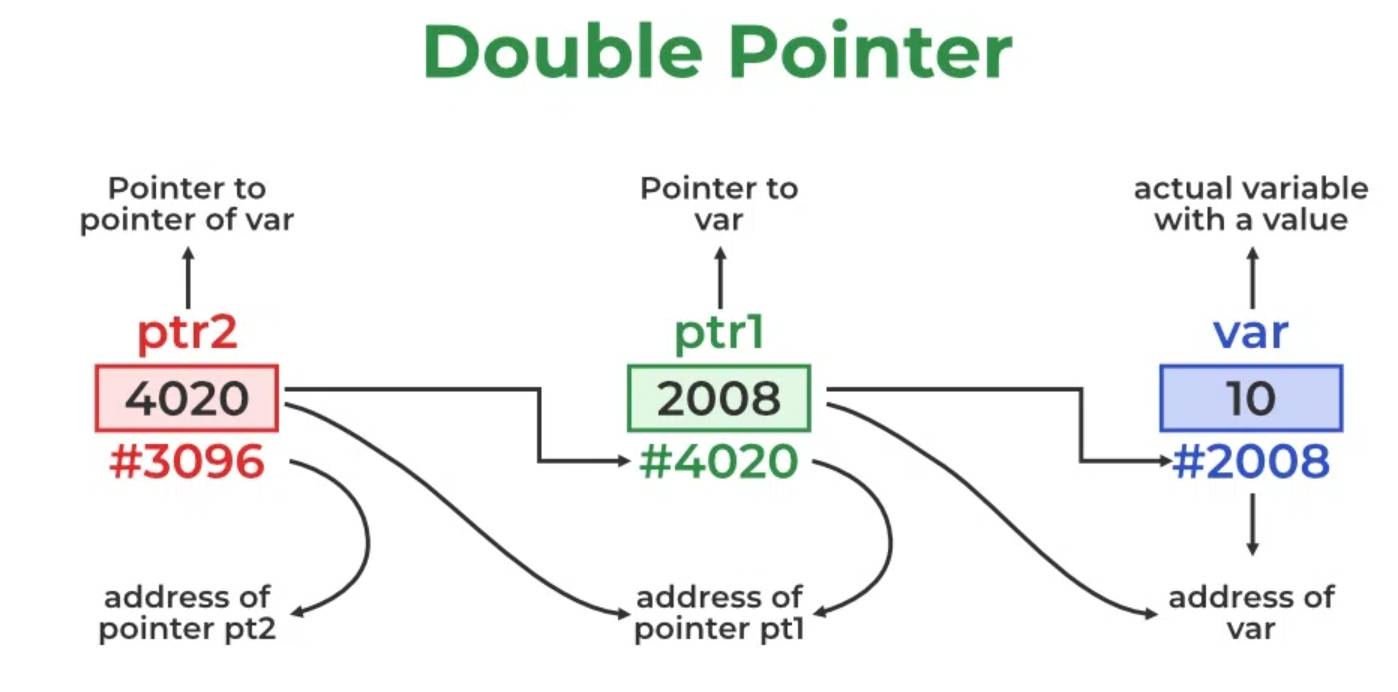 Double Pointer
Pointer to
pointer of var
Pointer to
var
actual variable
with a value
ptr2
ptr1
var
4020
2008
10
#3096
#4020
#2008
address of
pointer pt2
address of
pointer pt1
address of
var